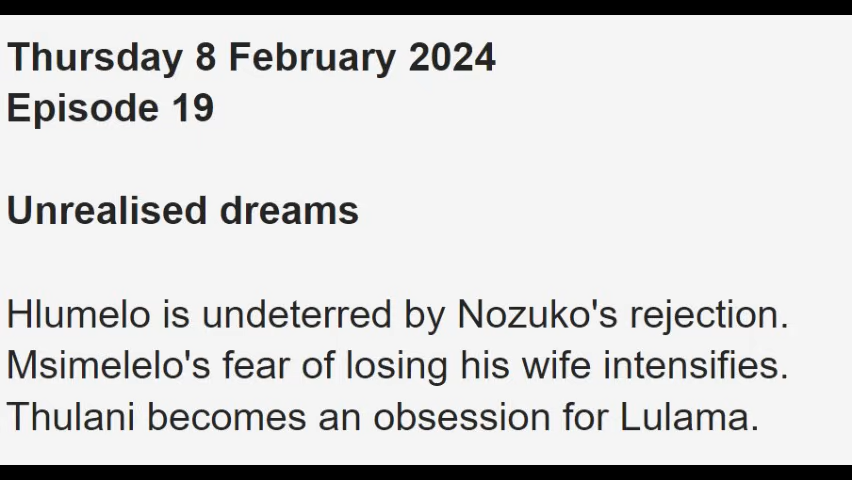 Thursday 8 February 2024
Episode 19
Unrealised dreams
Hlumelo is undeterred by Nozuko's rejection.
Msimelelo's fear of losing his wife intensifies.
Thulani becomes an obsession for Lulama.